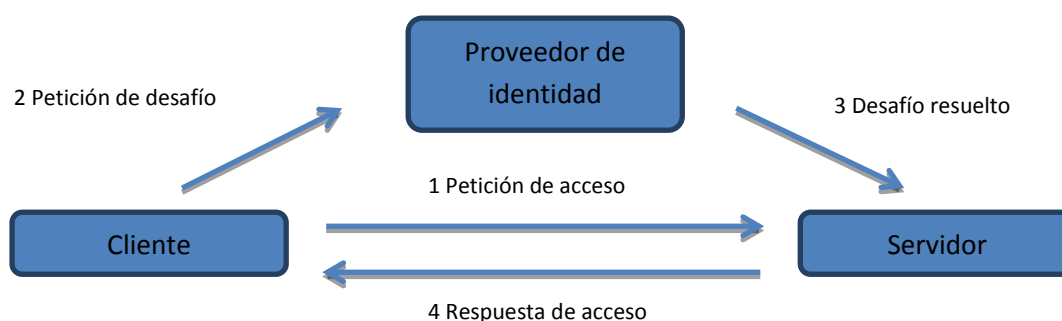 Proveedor de
identidad
2 Petición de desafío
3 Desafío resuelto
1 Petición de acceso
Cliente
Servidor
4 Respuesta de acceso